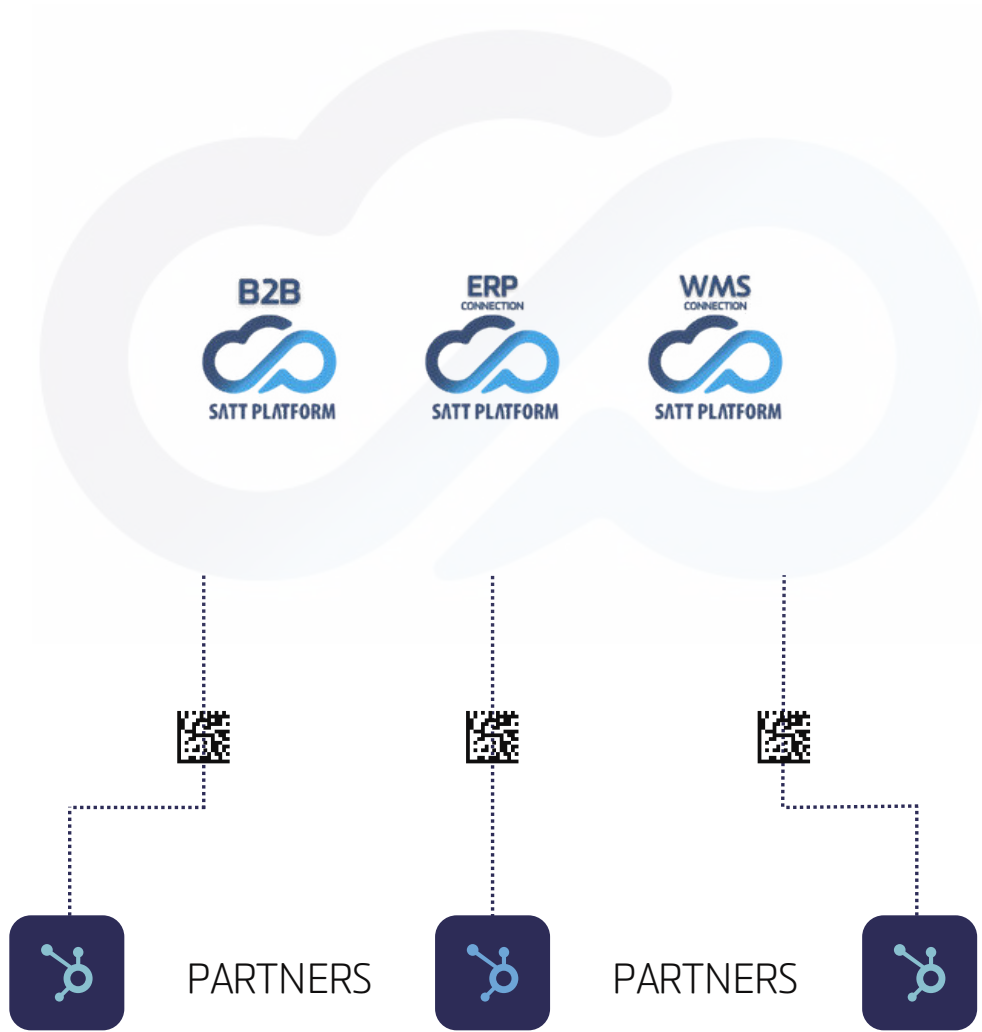 B2B
SATT PLATFORM
ERP
CONNECTION
SATT PLATFORM
WMS
CONNECTION
SATT PLATFORM
PARTNERS
PARTNERS